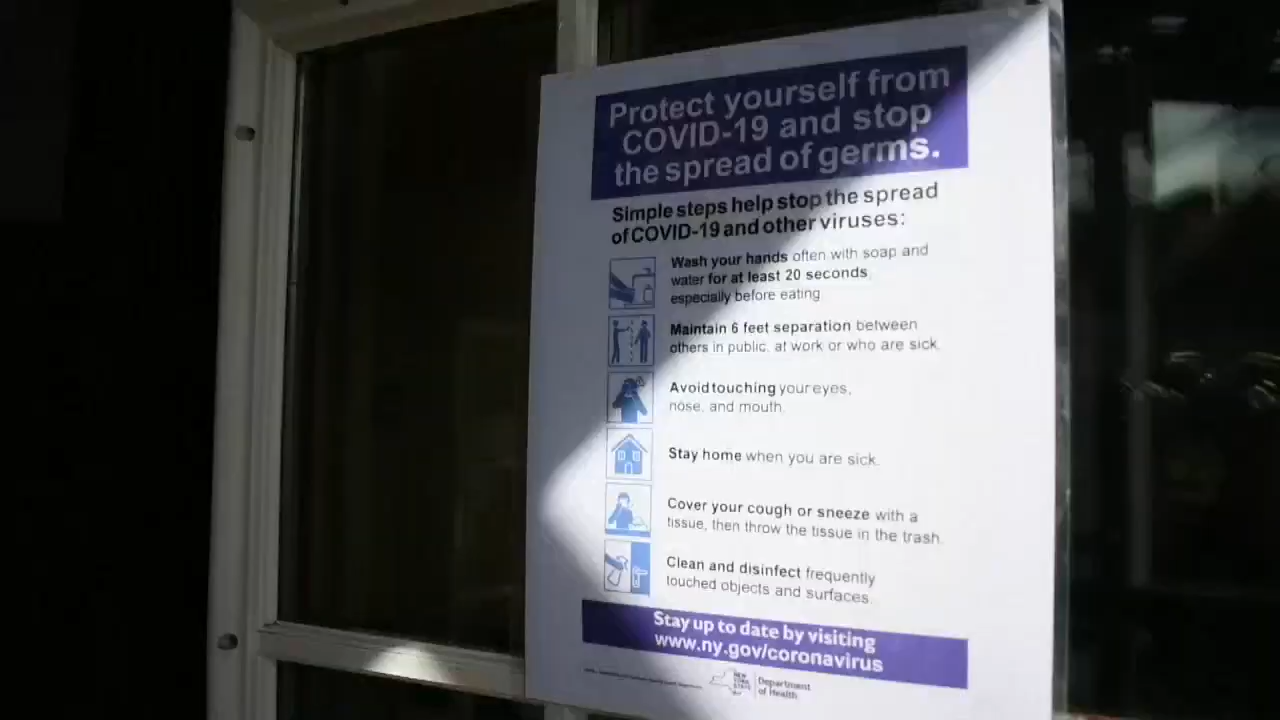 Protect yourself from
COVID-19 and stop
the spread of germs.
Simple steps help stop the spread
of COVID-19 and other viruses:
Wash your hands often with soap and
water for at least 20 seconds,
especially before eating.
Maintain 6 feet separation between
others in public, at work or who are sick.
Avoid touching your eyes,
nose, and mouth.
Stay home when you are sick.
Cover your cough or sneeze with a
tissue, then throw the tissue in the trash.
Clean and disinfect frequently
touched objects and surfaces.
Stay up to date by visiting
www.ny.gov/coronavirus
NEW
YORK
STATE
Department
of Health